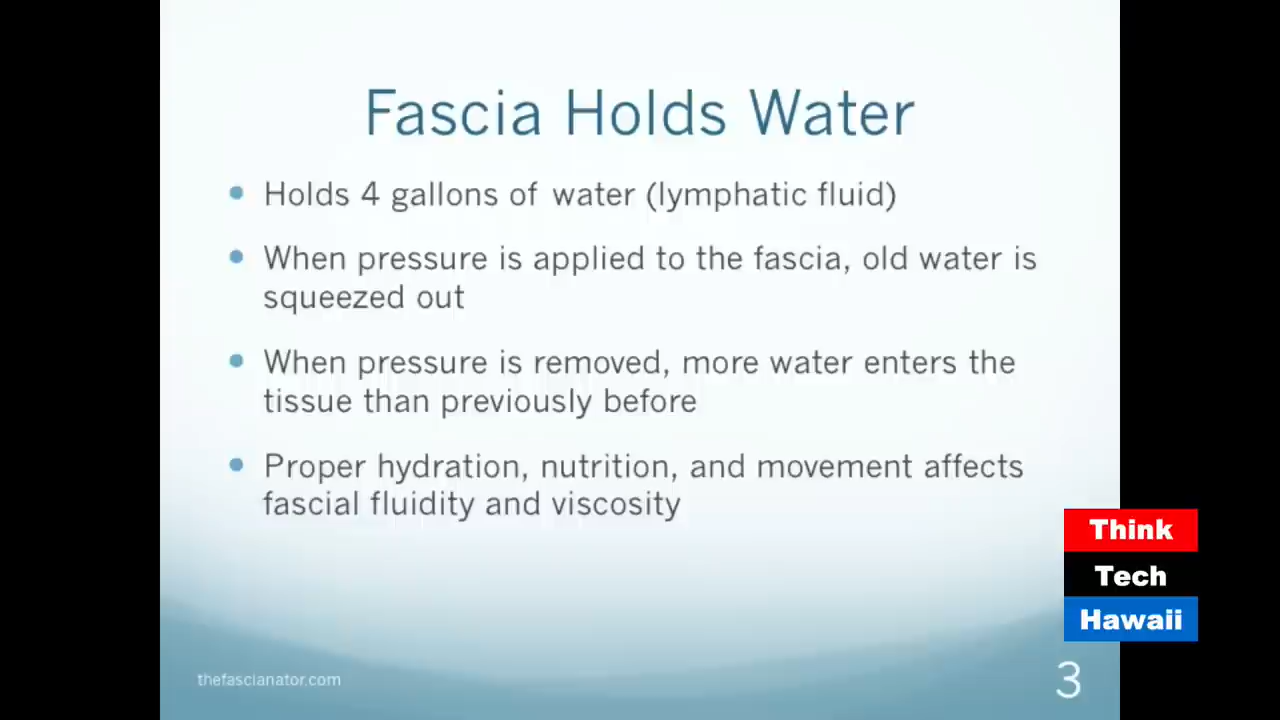 Fascia Holds Water
• Holds 4 gallons of water (lymphatic fluid)
• When pressure is applied to the fascia, old water is
squeezed out
• When pressure is removed, more water enters the
tissue than previously before
• Proper hydration, nutrition, and movement affects
fascial fluidity and viscosity
Think
Tech
Hawaii
thefascianator.com
3